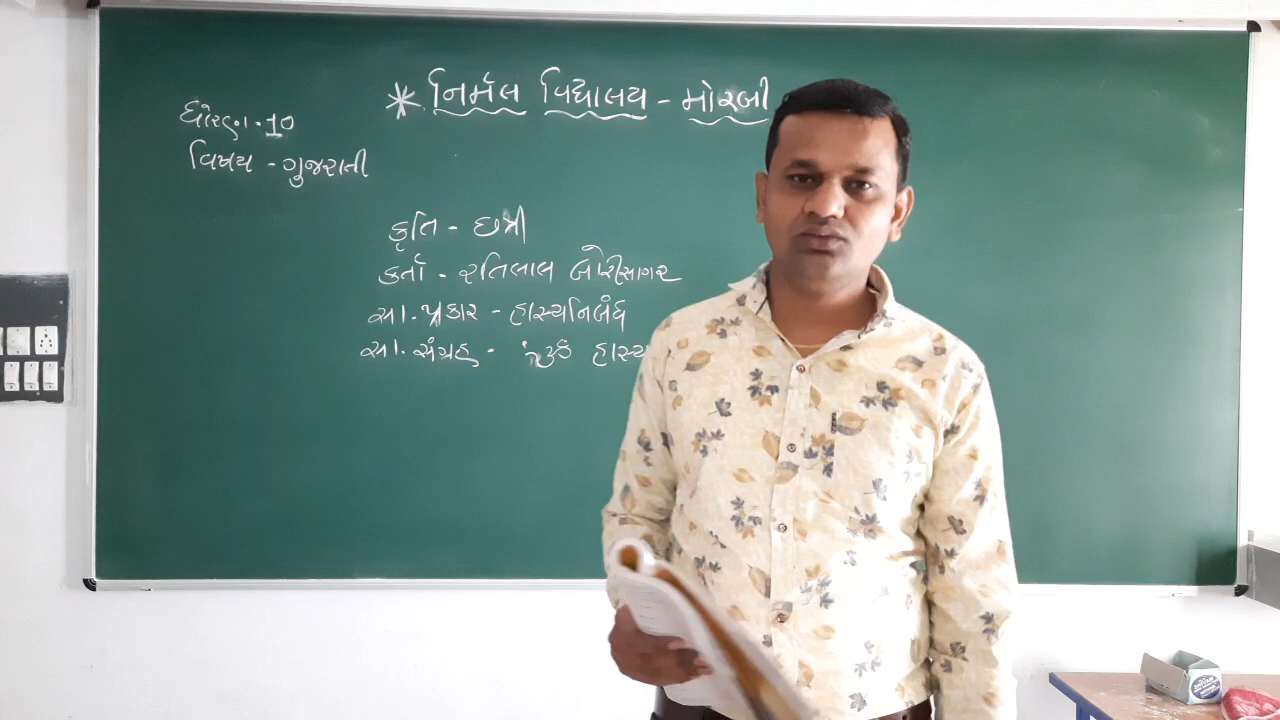 * નિર્મલ વિદ્યાલય - મોરબી
ધોરણ - 10
વિષય - ગુજરાતી
કૃતિ - છત્રી
કર્તા - રતિલાલ બોરીસાગર
સા. પ્રકાર - હાસ્યનિબંધ
સા. સંગ્રહ - હાસ્ય